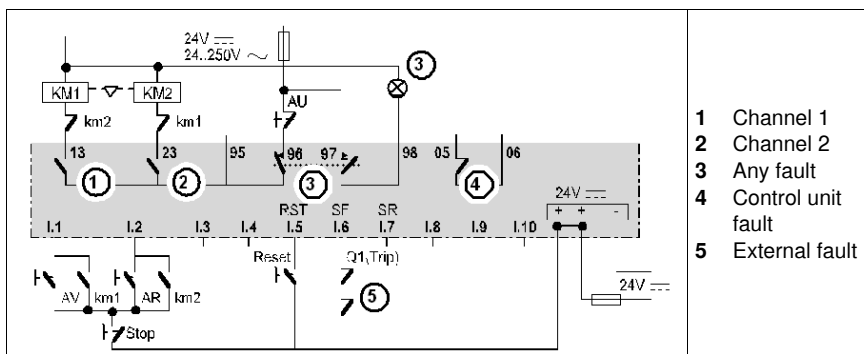 24V ⎓
24..250V ~
3
KM1
KM2
AU
km2
km1
13
23
95
96
97
98
05
06
1
2
3
4
24V ⎓
+ + -
RST
SF
SR
I.1
I.2
I.3
I.4
I.5
I.6
I.7
I.8
I.9
I.10
Reset
Q1(Trip)
AV
km1
AR
km2
5
24V ⎓
Stop
1 Channel 1
2 Channel 2
3 Any fault
4 Control unit
fault
5 External fault